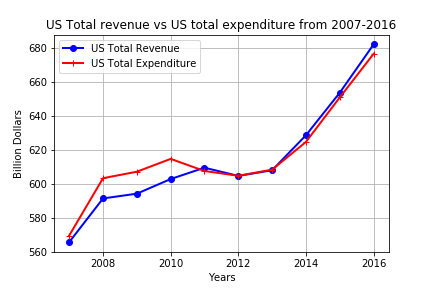 US Total revenue vs US total expenditure from 2007-2016
US Total Revenue
US Total Expenditure
680
660
640
620
600
580
560
Billion Dollars
2008 2010 2012 2014 2016
Years